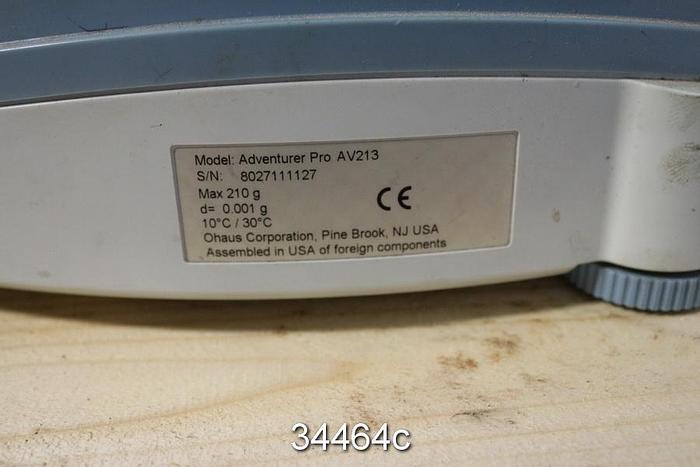 Model: Adventurer Pro AV213
S/N: 8027111127
Max 210 g
d= 0.001 g
10°C / 30°C
CE
Ohaus Corporation, Pine Brook, NJ USA
Assembled in USA of foreign components
34464c